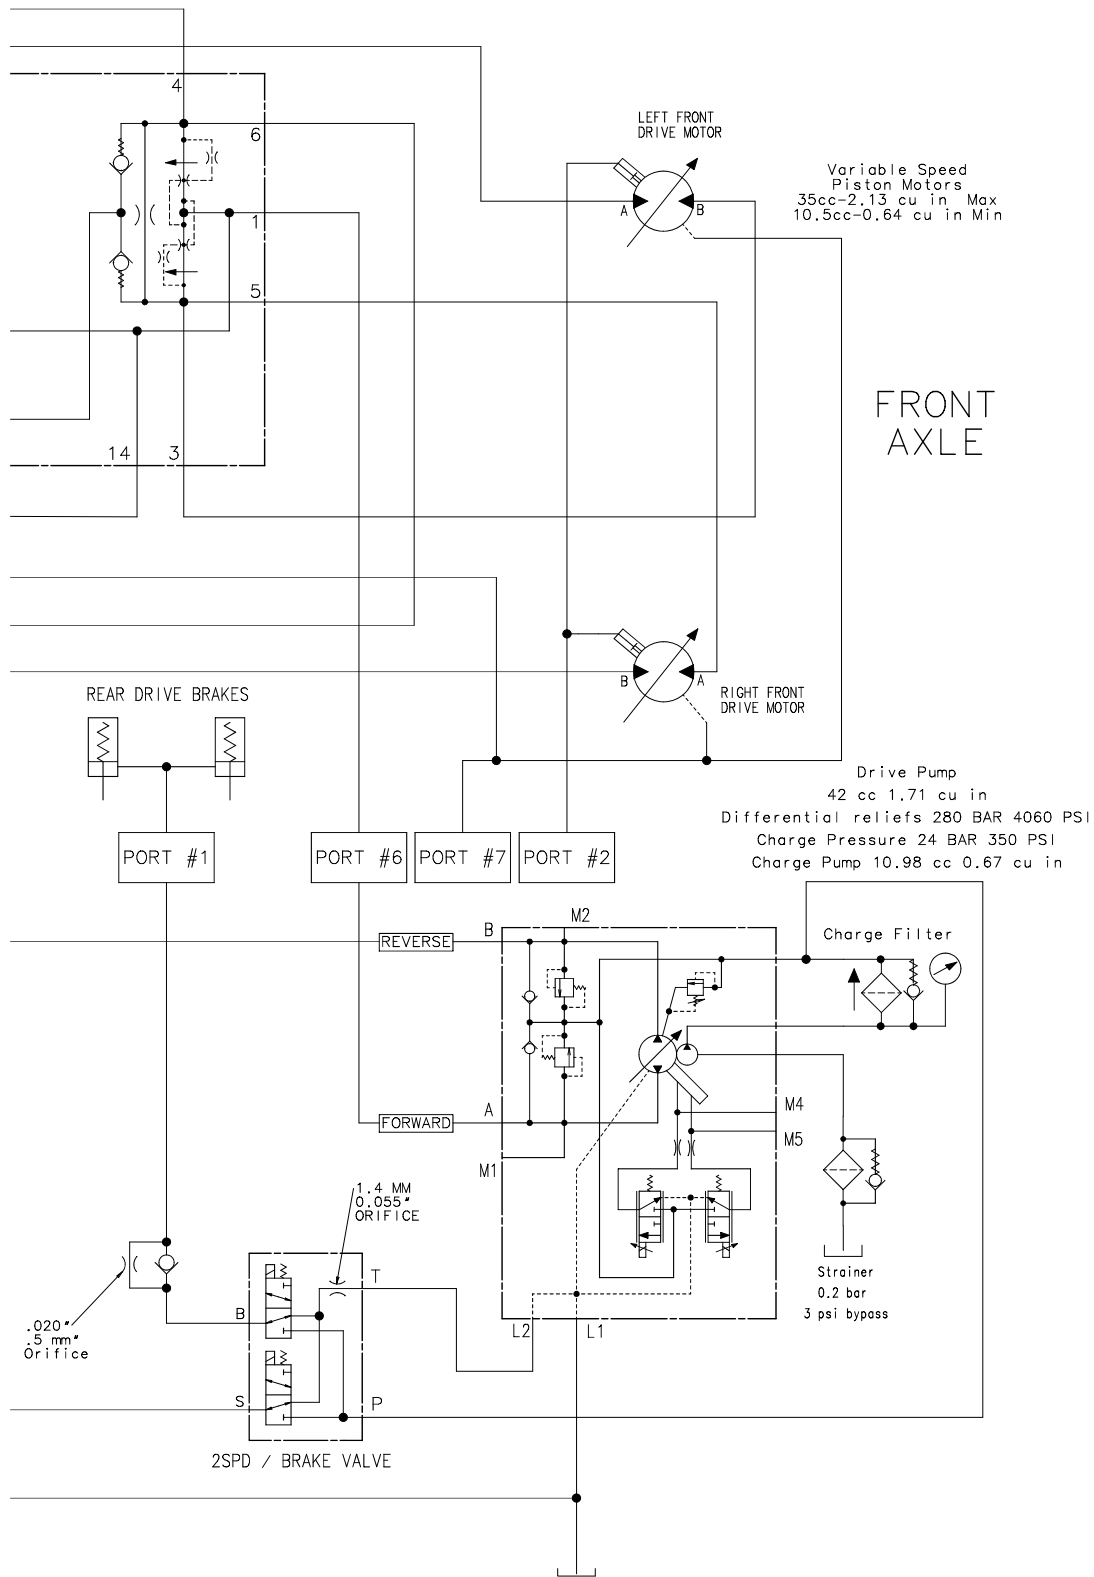 4
6
1
5
14
3
LEFT FRONT
DRIVE MOTOR
A
B
Variable Speed
Piston Motors
35cc-2.13 cu in Max
10.5cc-0.64 cu in Min
FRONT
AXLE
B
A
RIGHT FRONT
DRIVE MOTOR
REAR DRIVE BRAKES
PORT #1
PORT #6
PORT #7
PORT #2
Drive Pump
42 cc 1.71 cu in
Differential reliefs 280 BAR 4060 PSI
Charge Pressure 24 BAR 350 PSI
Charge Pump 10.98 cc 0.67 cu in
REVERSE
B
M2
Charge Filter
FORWARD
A
M1
M4
M5
1.4 MM
0.055"
ORIFICE
T
B
S
P
.020"
.5 mm"
Orifice
L2
L1
Strainer
0.2 bar
3 psi bypass
2SPD / BRAKE VALVE